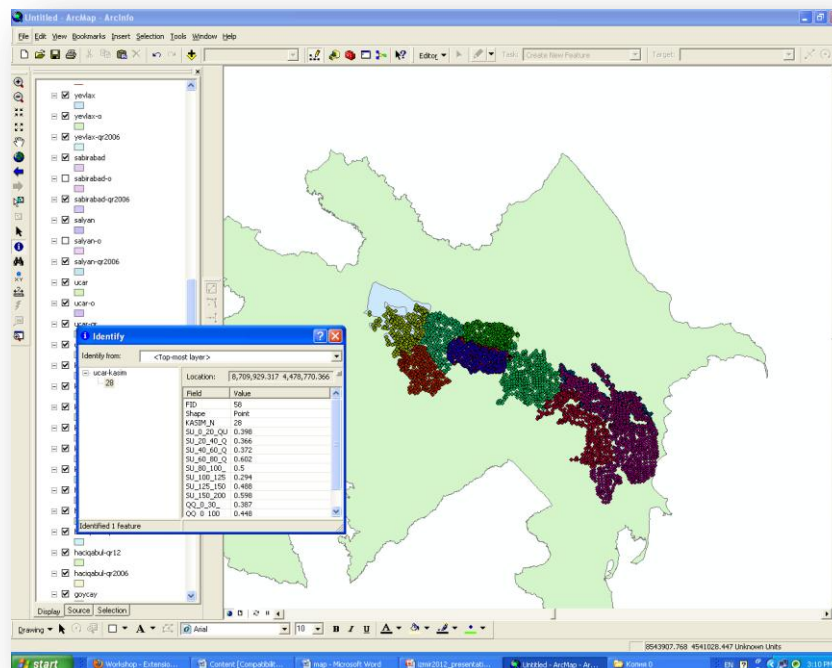 Untitled - ArcMap - ArcInfo
File Edit View Bookmarks Insert Selection Tools Window Help
Editor Task: Create New Feature Target:
yevlax
yevlax-o
yevlax-qr2006
sabirabad
sabirabad-o
sabirabad-qr2006
salyan
salyan-o
salyan-qr2006
ucar
ucar-o
Identify
Identify from: <Top-most layer>
ucar-kasim
28
Location: 8,709,929.317 4,478,770.366
Field Value
FID 58
Shape Point
KASIM_N 28
SU_0_20_QU 0.398
SU_20_40_Q 0.366
SU_40_60_Q 0.372
SU_60_80_Q 0.602
SU_80_100_ 0.5
SU_100_125 0.294
SU_125_150 0.488
SU_150_200 0.598
QQ_0_30_ 0.387
QQ_0_100 0.448
Identified 1 feature
haciqabul-qr12
haciqabul-qr2006
goycay
Display Source Selection
Drawing A Arial 10 B I U A
8543907.768 4541028.447 Unknown Units
start Workshop - Extensio... Content [Compatibilit... map - Microsoft Word izmir2012_presentati... Untitled - ArcMap - Ar... EN 3:10 PM